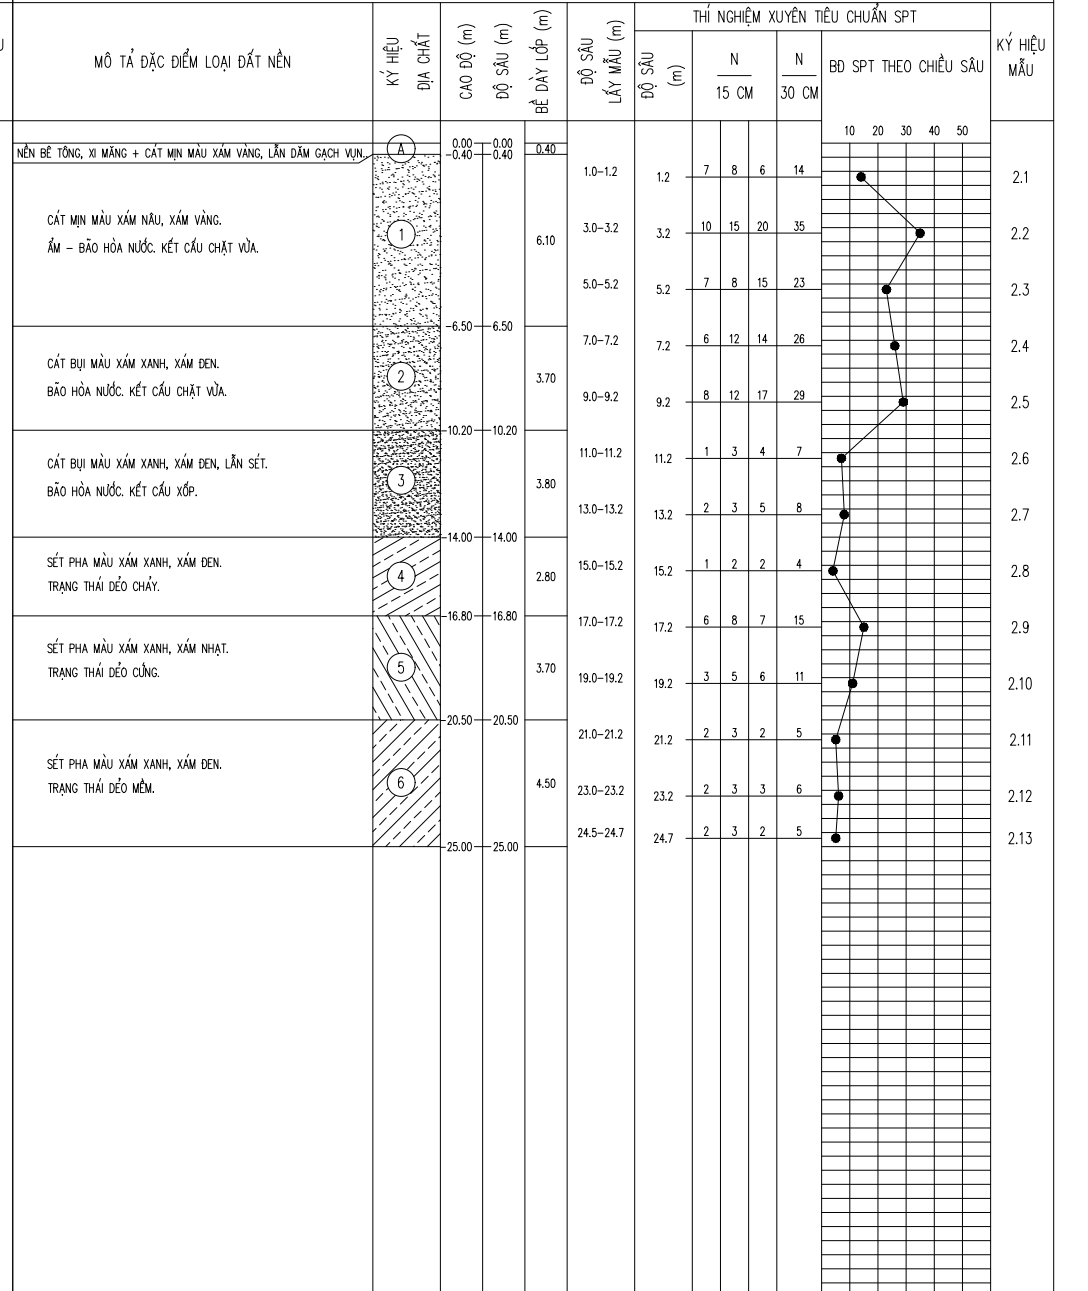 MÔ TẢ ĐẶC ĐIỂM LOẠI ĐẤT NỀN
KÝ HIỆU
ĐỊA CHẤT
CAO ĐỘ (m)
ĐỘ SÂU (m)
BỀ DÀY LỚP (m)
ĐỘ SÂU
LẤY MẪU (m)
THÍ NGHIỆM XUYÊN TIÊU CHUẨN SPT
ĐỘ SÂU
(m)
N
15 CM
N
30 CM
BĐ SPT THEO CHIỀU SÂU
KÝ HIỆU
MẪU
10 20 30 50
NỀN BÊ TÔNG, XI MĂNG + CÁT MỊN MÀU XÁM VÀNG, LẪN DĂM GẠCH VỤN..
A
0.00 0.00
-0.40 0.40
0.40
1.0-1.2 1.2 7 8 6 14 2.1
CÁT MỊN MÀU XÁM NÂU, XÁM VÀNG.
ẨM - BÃO HÒA NƯỚC. KẾT CẤU CHẶT VỪA.
1
6.10
3.0-3.2 3.2 10 15 20 35 2.2
5.0-5.2 5.2 7 8 15 23 2.3
-6.50 6.50
7.0-7.2 7.2 6 12 14 26 2.4
CÁT BỤI MÀU XÁM XANH, XÁM ĐEN.
BÃO HÒA NƯỚC. KẾT CẤU CHẶT VỪA.
2
3.70
9.0-9.2 9.2 8 12 17 29 2.5
-10.20 10.20
11.0-11.2 11.2 1 3 4 7 2.6
CÁT BỤI MÀU XÁM XANH, XÁM ĐEN, LẪN SÉT.
BÃO HÒA NƯỚC. KẾT CẤU XỐP.
3
3.80
13.0-13.2 13.2 2 3 5 8 2.7
-14.00 14.00
SÉT PHA MÀU XÁM XANH, XÁM ĐEN.
TRẠNG THÁI DẺO CHẢY.
4
2.80
15.0-15.2 15.2 1 2 2 4 2.8
-16.80 16.80
17.0-17.2 17.2 6 8 7 15 2.9
SÉT PHA MÀU XÁM XANH, XÁM NHẠT.
TRẠNG THÁI DẺO CỨNG.
5
3.70
19.0-19.2 19.2 3 5 6 11 2.10
-20.50 20.50
21.0-21.2 21.2 2 3 2 5 2.11
SÉT PHA MÀU XÁM XANH, XÁM ĐEN.
TRẠNG THÁI DẺO MỀM.
6
4.50
23.0-23.2 23.2 2 3 3 6 2.12
24.5-24.7 24.7 2 3 2 5 2.13
-25.00 25.00